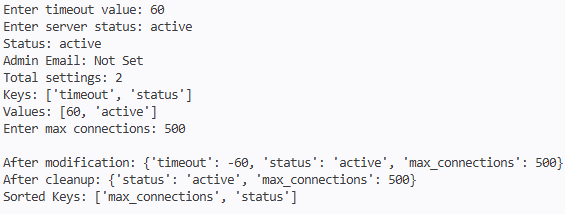 Enter timeout value: 60
Enter server status: active
Status: active
Admin Email: Not Set
Total settings: 2
Keys: ['timeout', 'status']
Values: [60, 'active']
Enter max connections: 500

After modification: {'timeout': -60, 'status': 'active', 'max_connections': 500}
After cleanup: {'status': 'active', 'max_connections': 500}
Sorted Keys: ['max_connections', 'status']